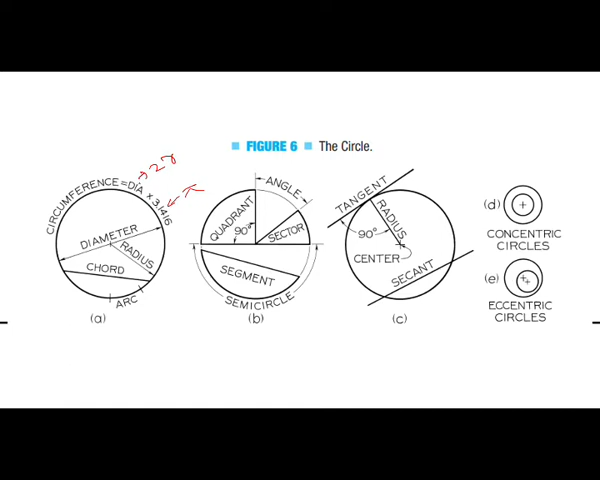 FIGURE 6 The Circle.
→ 2r
← π
CIRCUMFERENCE = DIA × 3.1416
DIAMETER
RADIUS
CHORD
ARC
(a)
ANGLE
QUADRANT
90°
SECTOR
SEGMENT
SEMICIRCLE
(b)
TANGENT
RADIUS
90°
CENTER
SECANT
(c)
(d)
CONCENTRIC
CIRCLES
(e)
ECCENTRIC
CIRCLES